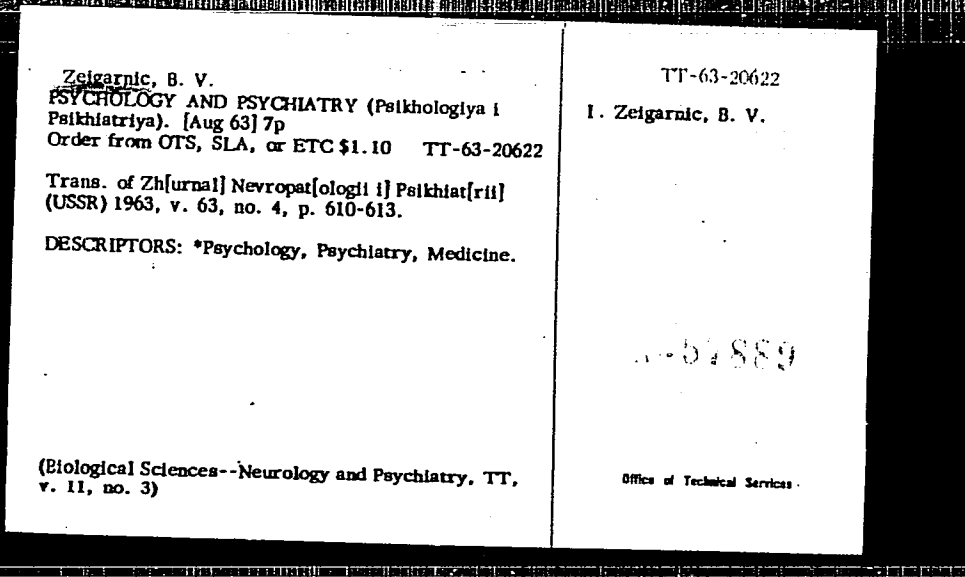 Zeigarnic, B. V.
PSYCHOLOGY AND PSYCHIATRY (Psikhologiya i
Psikhiatriya). [Aug 63] 7p
Order from OTS, SLA, or ETC $1.10 TT-63-20622
Trans. of Zh[urnal] Nevropat[ologii i] Psikhiat[rii]
(USSR) 1963, v. 63, no. 4, p. 610-613.
DESCRIPTORS: *Psychology, Psychiatry, Medicine.
(Biological Sciences--Neurology and Psychiatry, TT,
v. 11, no. 3)
TT-63-20622
I. Zeigarnic, B. V.
Office of Technical Services